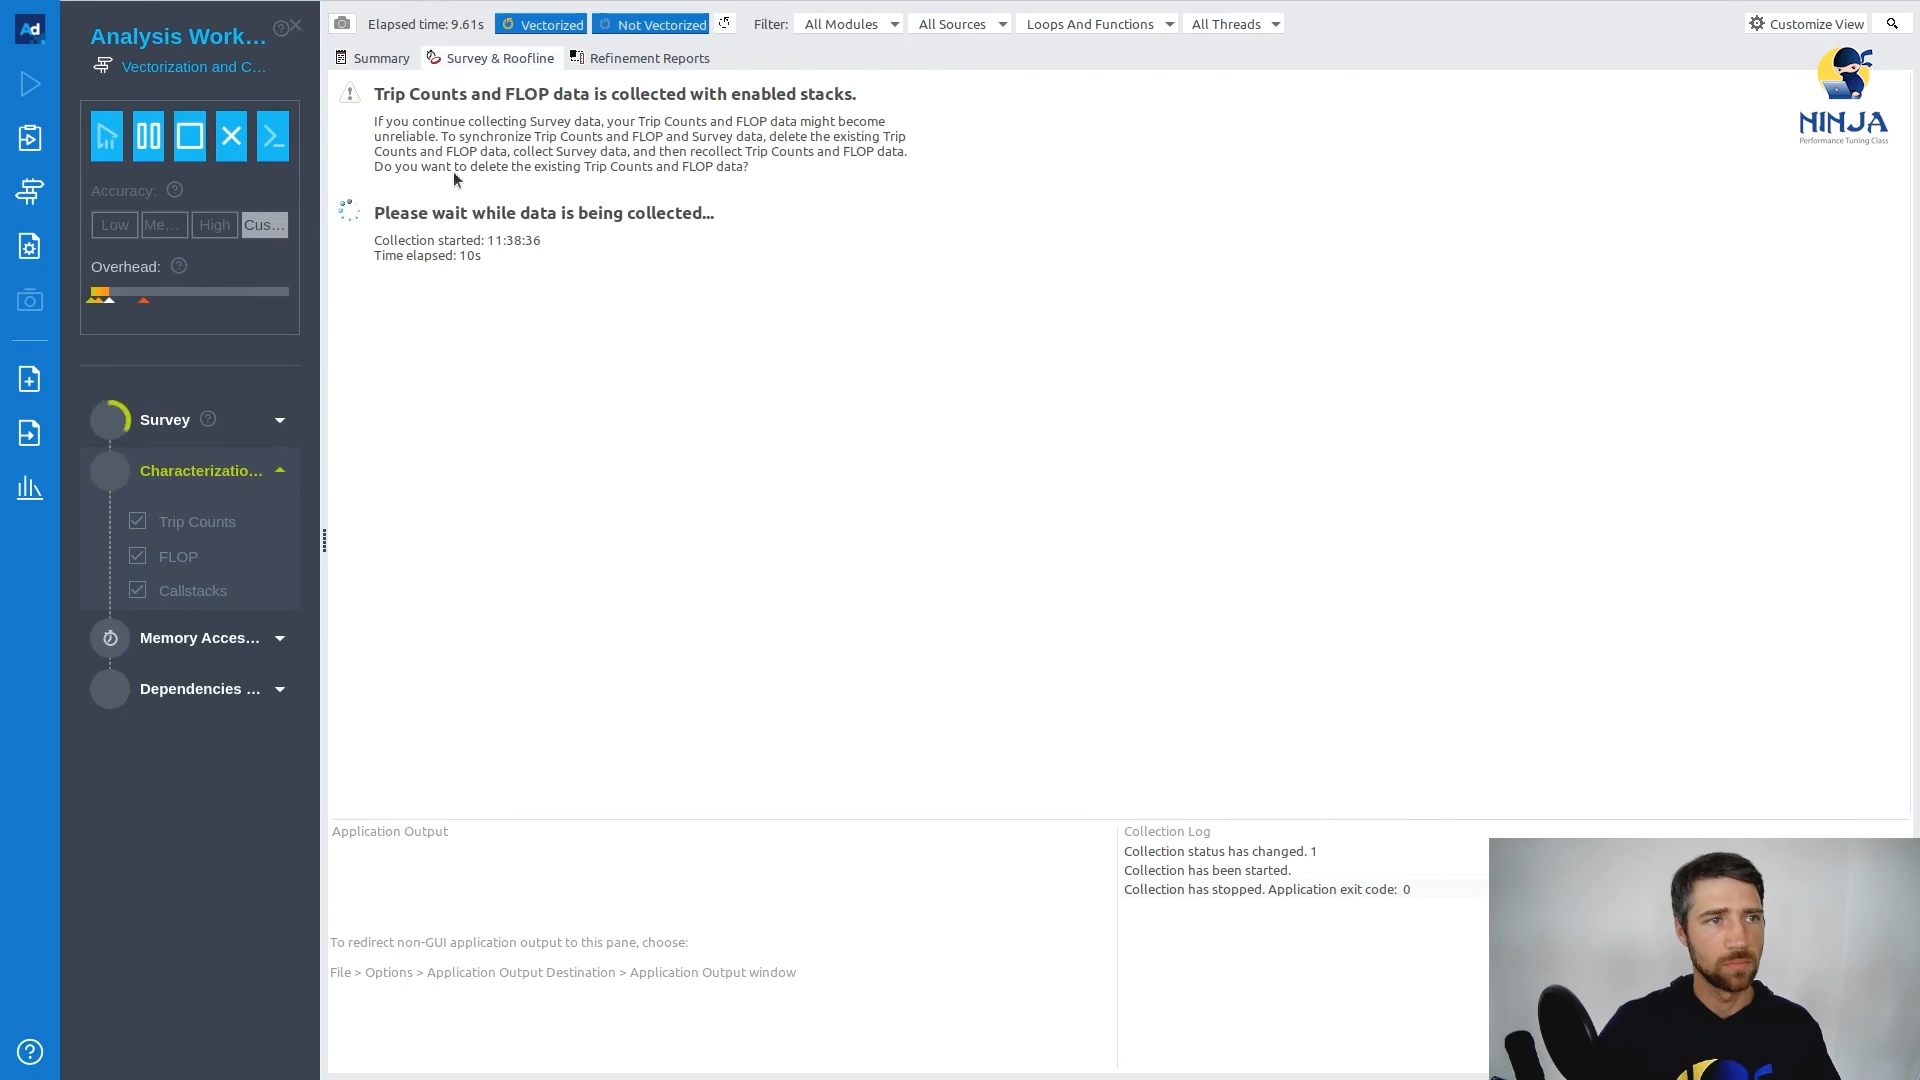 Ad
Analysis Work...
Vectorization and C...
Accuracy:
Low
Me...
High
Cus...
Overhead:
Survey
Characterizatio...
Trip Counts
FLOP
Callstacks
Memory Acces...
Dependencies ...
Elapsed time: 9.61s
Vectorized
Not Vectorized
Filter:
All Modules
All Sources
Loops And Functions
All Threads
Customize View
Summary
Survey & Roofline
Refinement Reports
Trip Counts and FLOP data is collected with enabled stacks.
If you continue collecting Survey data, your Trip Counts and FLOP data might become
unreliable. To synchronize Trip Counts and FLOP and Survey data, delete the existing Trip
Counts and FLOP data, collect Survey data, and then recollect Trip Counts and FLOP data.
Do you want to delete the existing Trip Counts and FLOP data?
Please wait while data is being collected...
Collection started: 11:38:36
Time elapsed: 10s
NINJA
Performance Tuning Class
Application Output
To redirect non-GUI application output to this pane, choose:
File > Options > Application Output Destination > Application Output window
Collection Log
Collection status has changed. 1
Collection has been started.
Collection has stopped. Application exit code: 0